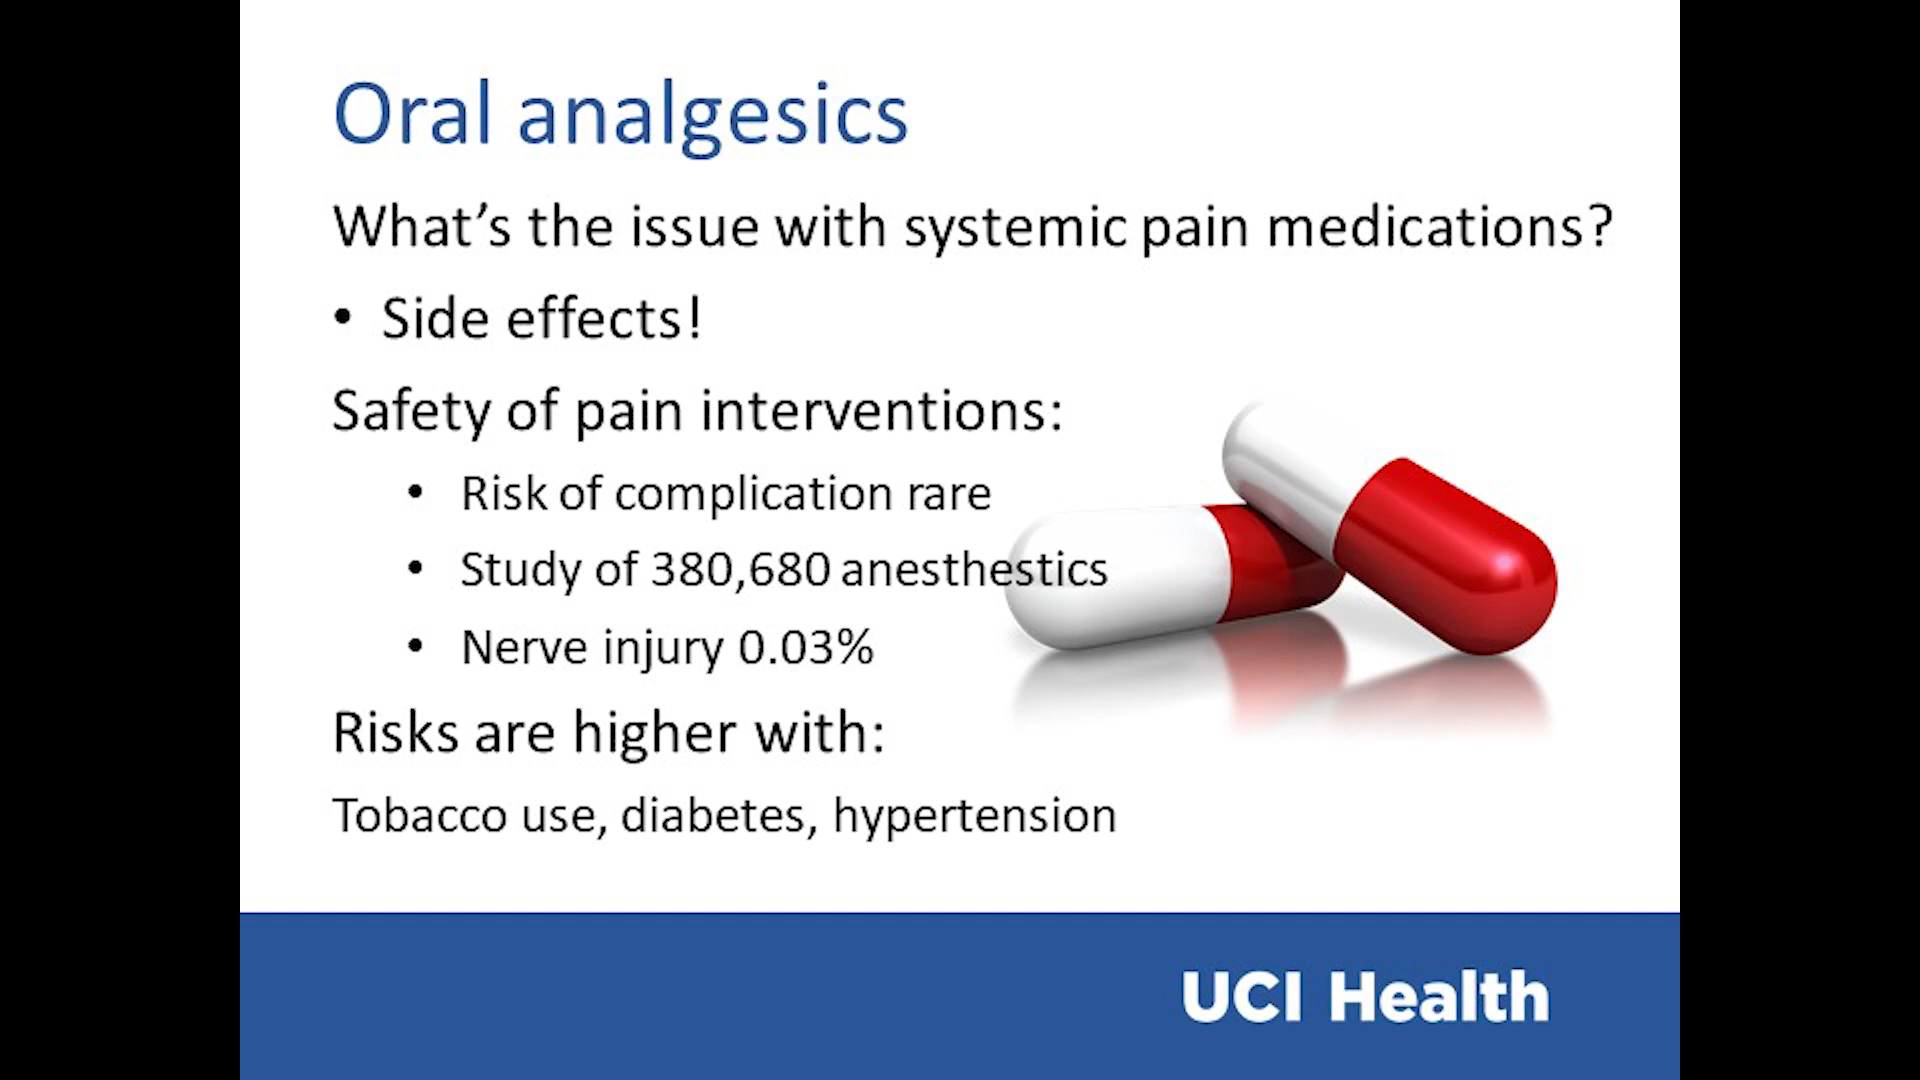 Oral analgesics
What’s the issue with systemic pain medications?
• Side effects!
Safety of pain interventions:
• Risk of complication rare
• Study of 380,680 anesthestics
• Nerve injury 0.03%
Risks are higher with:
Tobacco use, diabetes, hypertension
UCI Health